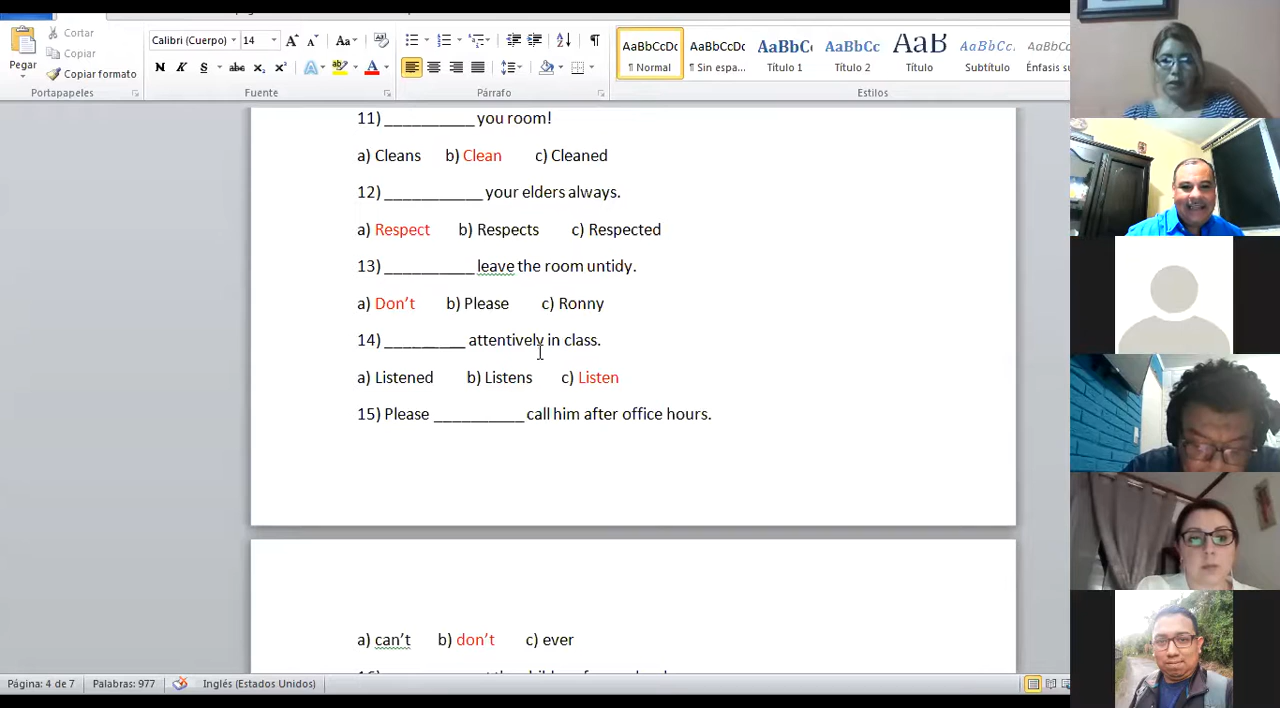 Cortar
Copiar
Pegar
Copiar formato
Portapapeles
Calibri (Cuerpo) 14
Fuente
Párrafo
AaBbCcDc AaBbCcDc AaBbC AaBbCc AaB AaBbCc. AaBbCc
¶ Normal ¶ Sin espa... Título 1 Título 2 Título Subtítulo Énfasis
Estilos
11) __________ you room!
a) Cleans b) Clean c) Cleaned
12) ___________ your elders always.
a) Respect b) Respects c) Respected
13) __________ leave the room untidy.
a) Don't b) Please c) Ronny
14) _________ attentively in class.
a) Listened b) Listens c) Listen
15) Please __________ call him after office hours.
a) can't b) don't c) ever
Página: 4 de 7 Palabras: 977 Inglés (Estados Unidos)